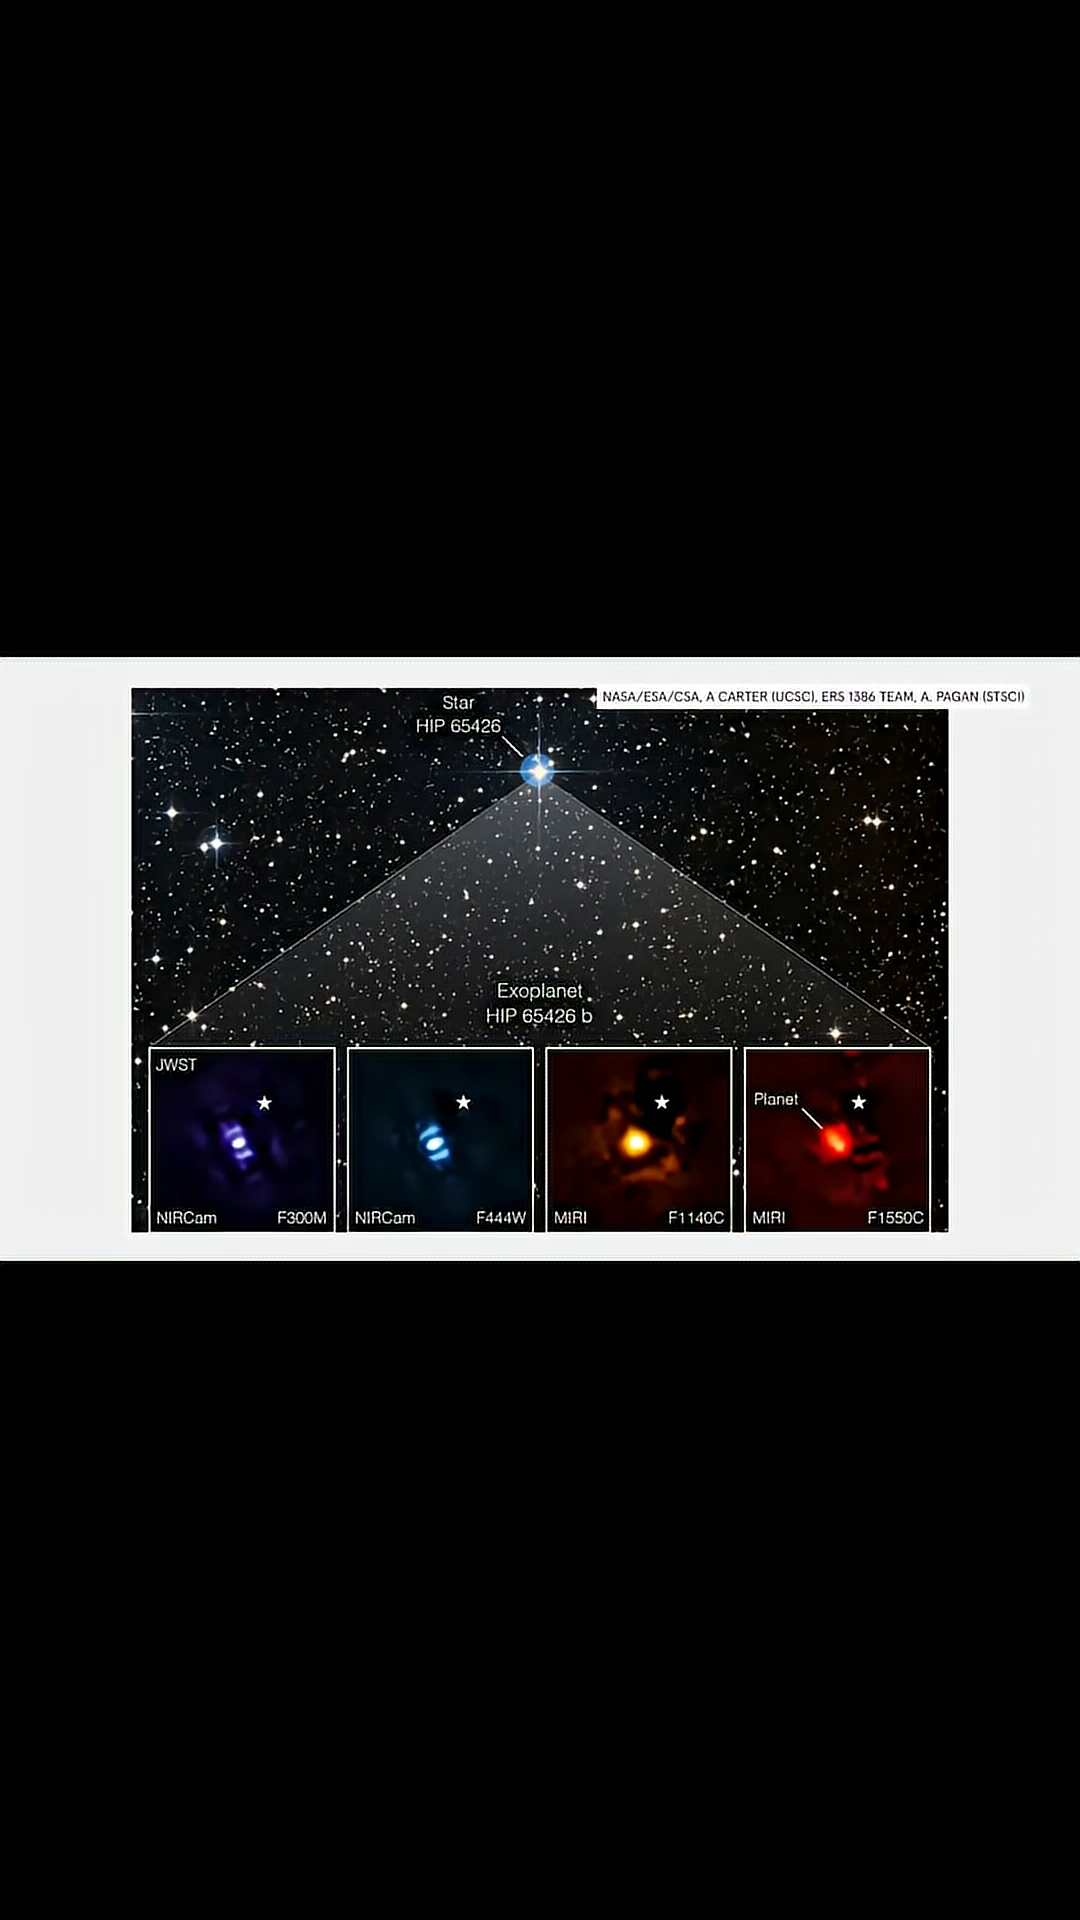 Star
HIP 65426
NASA/ESA/CSA, A CARTER (UCSC), ERS 1386 TEAM, A. PAGAN (STSCI)
Exoplanet
HIP 65426 b
JWST
Planet
NIRCam F300M
NIRCam F444W
MIRI F1140C
MIRI F1550C